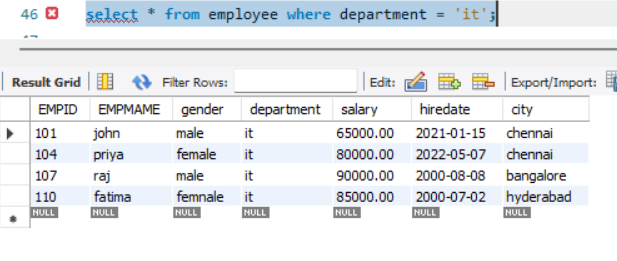 46 select * from employee where department = 'it';
Result Grid Filter Rows: Edit: Export/Import:
EMPID EMPMAME gender department salary hiredate city
101 john male it 65000.00 2021-01-15 chennai
104 priya female it 80000.00 2022-05-07 chennai
107 raj male it 90000.00 2000-08-08 bangalore
110 fatima femnale it 85000.00 2000-07-02 hyderabad
NULL NULL NULL NULL NULL NULL NULL